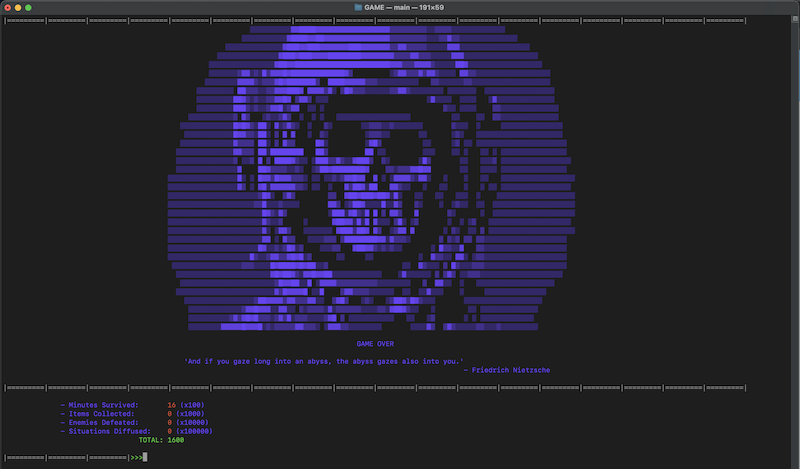 GAME — main — 191×59
|=========|=========|=========|=========|=========|=========|=========|=========|=========|=========|=========|=========|=========|=========|=========|=========|=========|=========|
GAME OVER
'And if you gaze long into an abyss, the abyss gazes also into you.'
— Friedrich Nietzsche
|=========|=========|=========|=========|=========|=========|=========|=========|=========|=========|=========|=========|=========|=========|=========|=========|=========|=========|
- Minutes Survived: 16 (x100)
- Items Collected: 0 (x1000)
- Enemies Defeated: 0 (x10000)
- Situations Diffused: 0 (x100000)
TOTAL: 1600
|=========|=========|=========|>>>